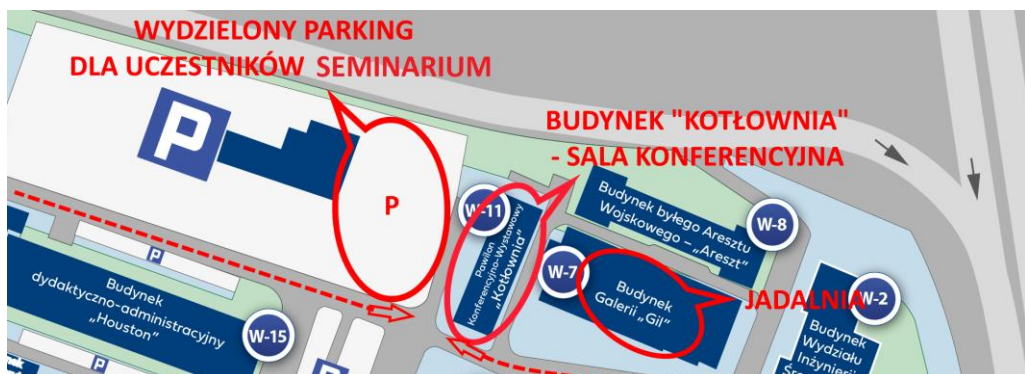 WYDZIELONY PARKING
DLA UCZESTNIKÓW SEMINARIUM
BUDYNEK "KOTŁOWNIA"
- SALA KONFERENCYJNA
P
P
W-11
Pawilon
Konferencyjno-Wystawowy
„Kotłownia”
Budynek byłego Aresztu
Wojskowego – „Areszt”
W-8
W-7
Budynek
Galerii „Gil”
JADALNIA
W-2
Budynek
Wydziału
Inżynierii
P
Budynek
dydaktyczno-administracyjny
„Houston”
W-15
P
P